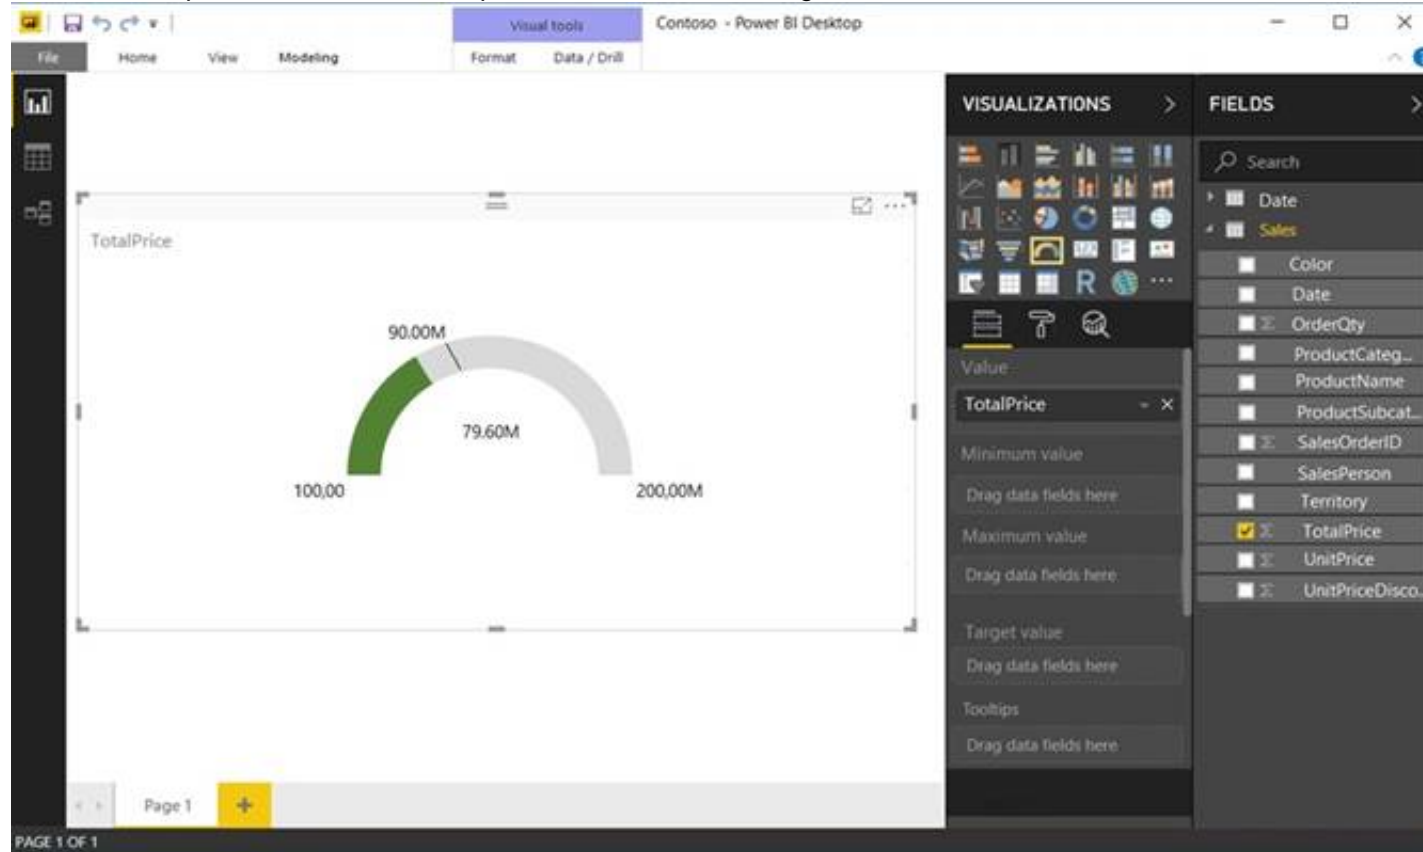 Visual tools
Contoso - Power BI Desktop
File
Home
View
Modeling
Format
Data / Drill
VISUALIZATIONS
FIELDS
Search
Date
Sales
Color
Date
OrderQty
ProductCateg...
ProductName
ProductSubcat...
SalesOrderID
SalesPerson
Territory
TotalPrice
UnitPrice
UnitPriceDisco...
TotalPrice
90.00M
79.60M
100,00
200,00M
R
Value
TotalPrice
Minimum value
Drag data fields here
Maximum value
Drag data fields here
Target value
Drag data fields here
Tooltips
Drag data fields here
Page 1
PAGE 1 OF 1